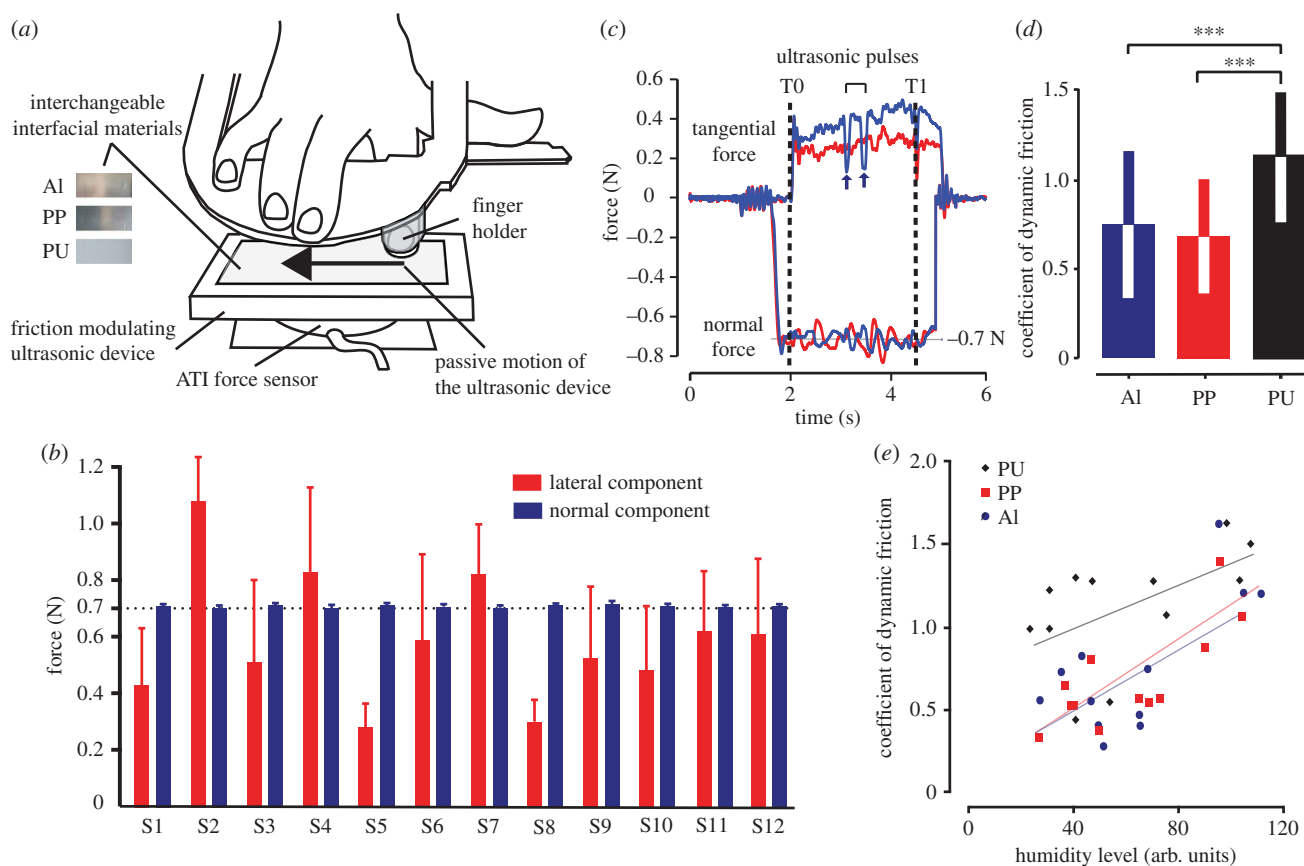 (a)
interchangeable
interfacial materials
Al
PP
PU
finger
holder
friction modulating
ultrasonic device
ATI force sensor
passive motion of
the ultrasonic device
(c)
ultrasonic pulses
T0
T1
tangential
force
normal
force
–0.7 N
force (N)
0.6
0.4
0.2
0
–0.2
–0.4
–0.6
–0.8
0
2
4
6
time (s)
(d)
***
***
coefficient of dynamic friction
1.5
1.0
0.5
0
Al
PP
PU
(b)
lateral component
normal component
force (N)
1.2
1.0
0.8
0.7
0.6
0.4
0.2
0
S1 S2 S3 S4 S5 S6 S7 S8 S9 S10 S11 S12
(e)
PU
PP
Al
coefficient of dynamic friction
2.0
1.5
1.0
0.5
0
0 40 80 120
humidity level (arb. units)